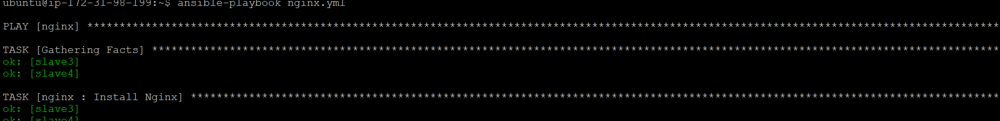 ubuntu@ip-172-31-98-199:~$ ansible-playbook nginx.yml
PLAY [nginx] *********************************************************************************************************************************************
TASK [Gathering Facts] ***********************************************************************************************************************************
ok: [slave3]
ok: [slave4]
TASK [nginx : Install Nginx] *****************************************************************************************************************************
ok: [slave3]
ok: [slave4]